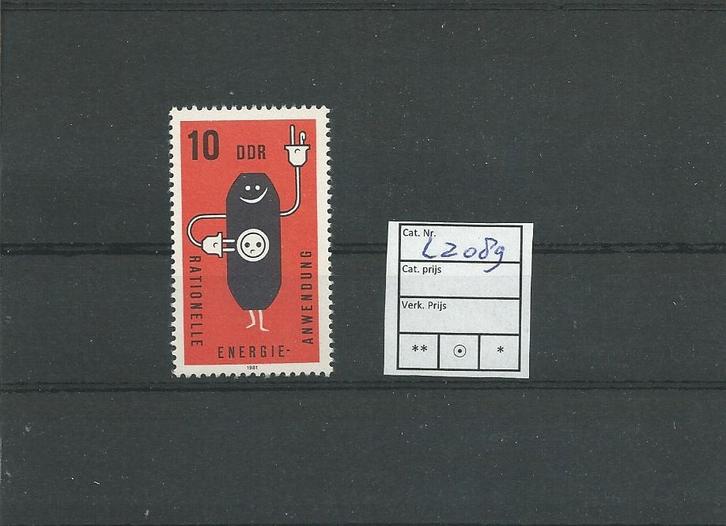 10 DDR
RATIONELLE
ENERGIE-
ANWENDUNG
1981
Cat. Nr.
L2089
Cat. prijs
Verk. Prijs
** ⊙ *